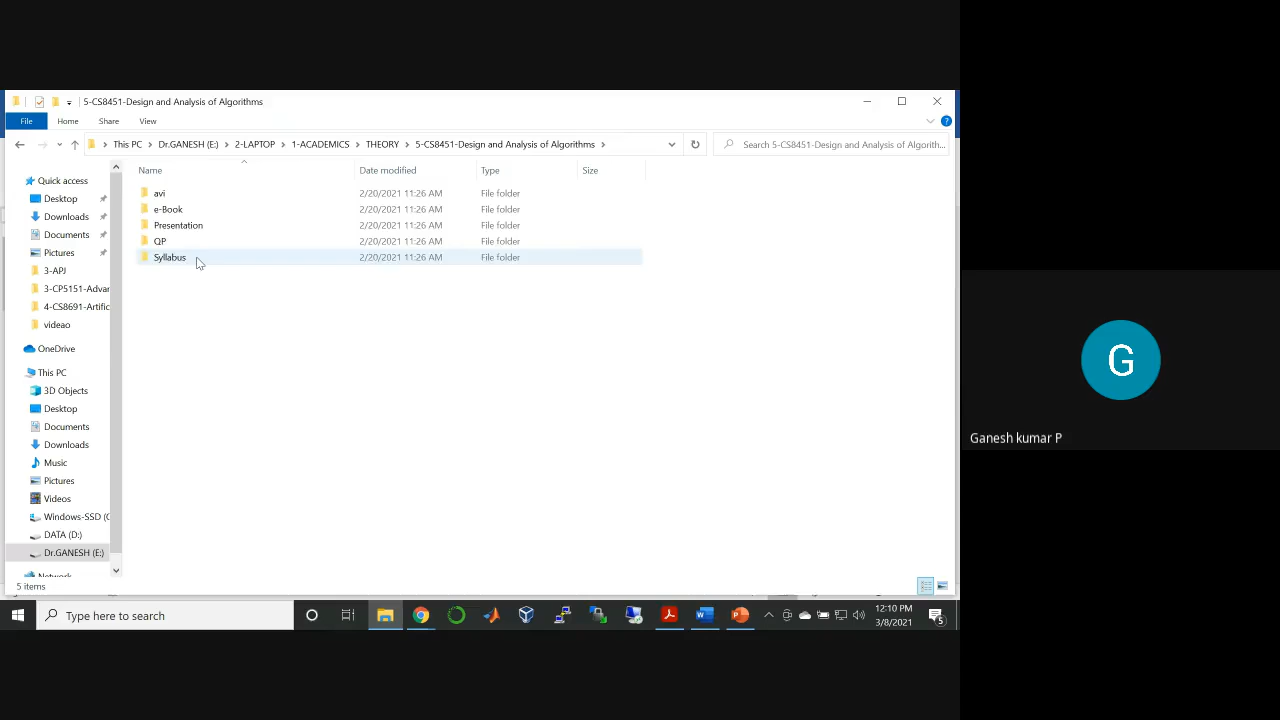 5-CS8451-Design and Analysis of Algorithms
File Home Share View
This PC Dr.GANESH (E:) 2-LAPTOP 1-ACADEMICS THEORY 5-CS8451-Design and Analysis of Algorithms
Search 5-CS8451-Design and Analysis of Algorith...
Name Date modified Type Size
avi 2/20/2021 11:26 AM File folder
e-Book 2/20/2021 11:26 AM File folder
Presentation 2/20/2021 11:26 AM File folder
QP 2/20/2021 11:26 AM File folder
Syllabus 2/20/2021 11:26 AM File folder
Quick access
Desktop
Downloads
Documents
Pictures
3-APJ
3-CP5151-Advar
4-CS8691-Artific
videao
OneDrive
This PC
3D Objects
Desktop
Documents
Downloads
Music
Pictures
Videos
Windows-SSD (C
DATA (D:)
Dr.GANESH (E:)
Network
5 items
Type here to search
12:10 PM
3/8/2021
5
G
Ganesh kumar P